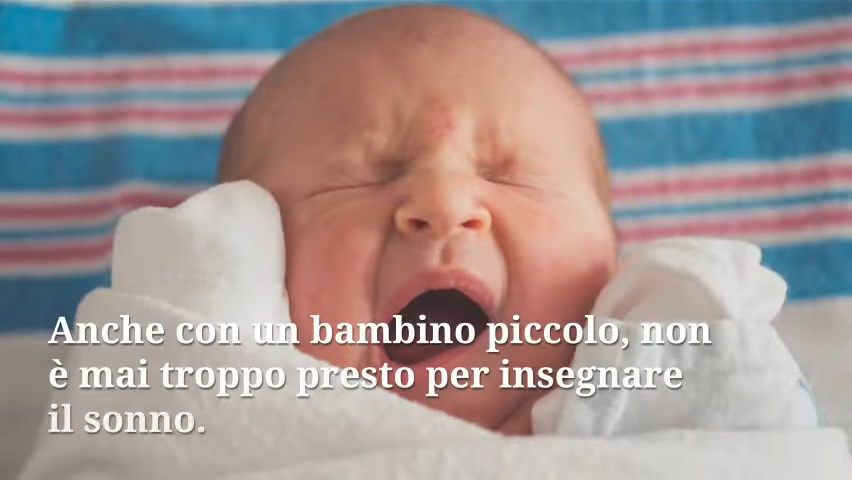 Anche con un bambino piccolo, non
è mai troppo presto per insegnare
il sonno.